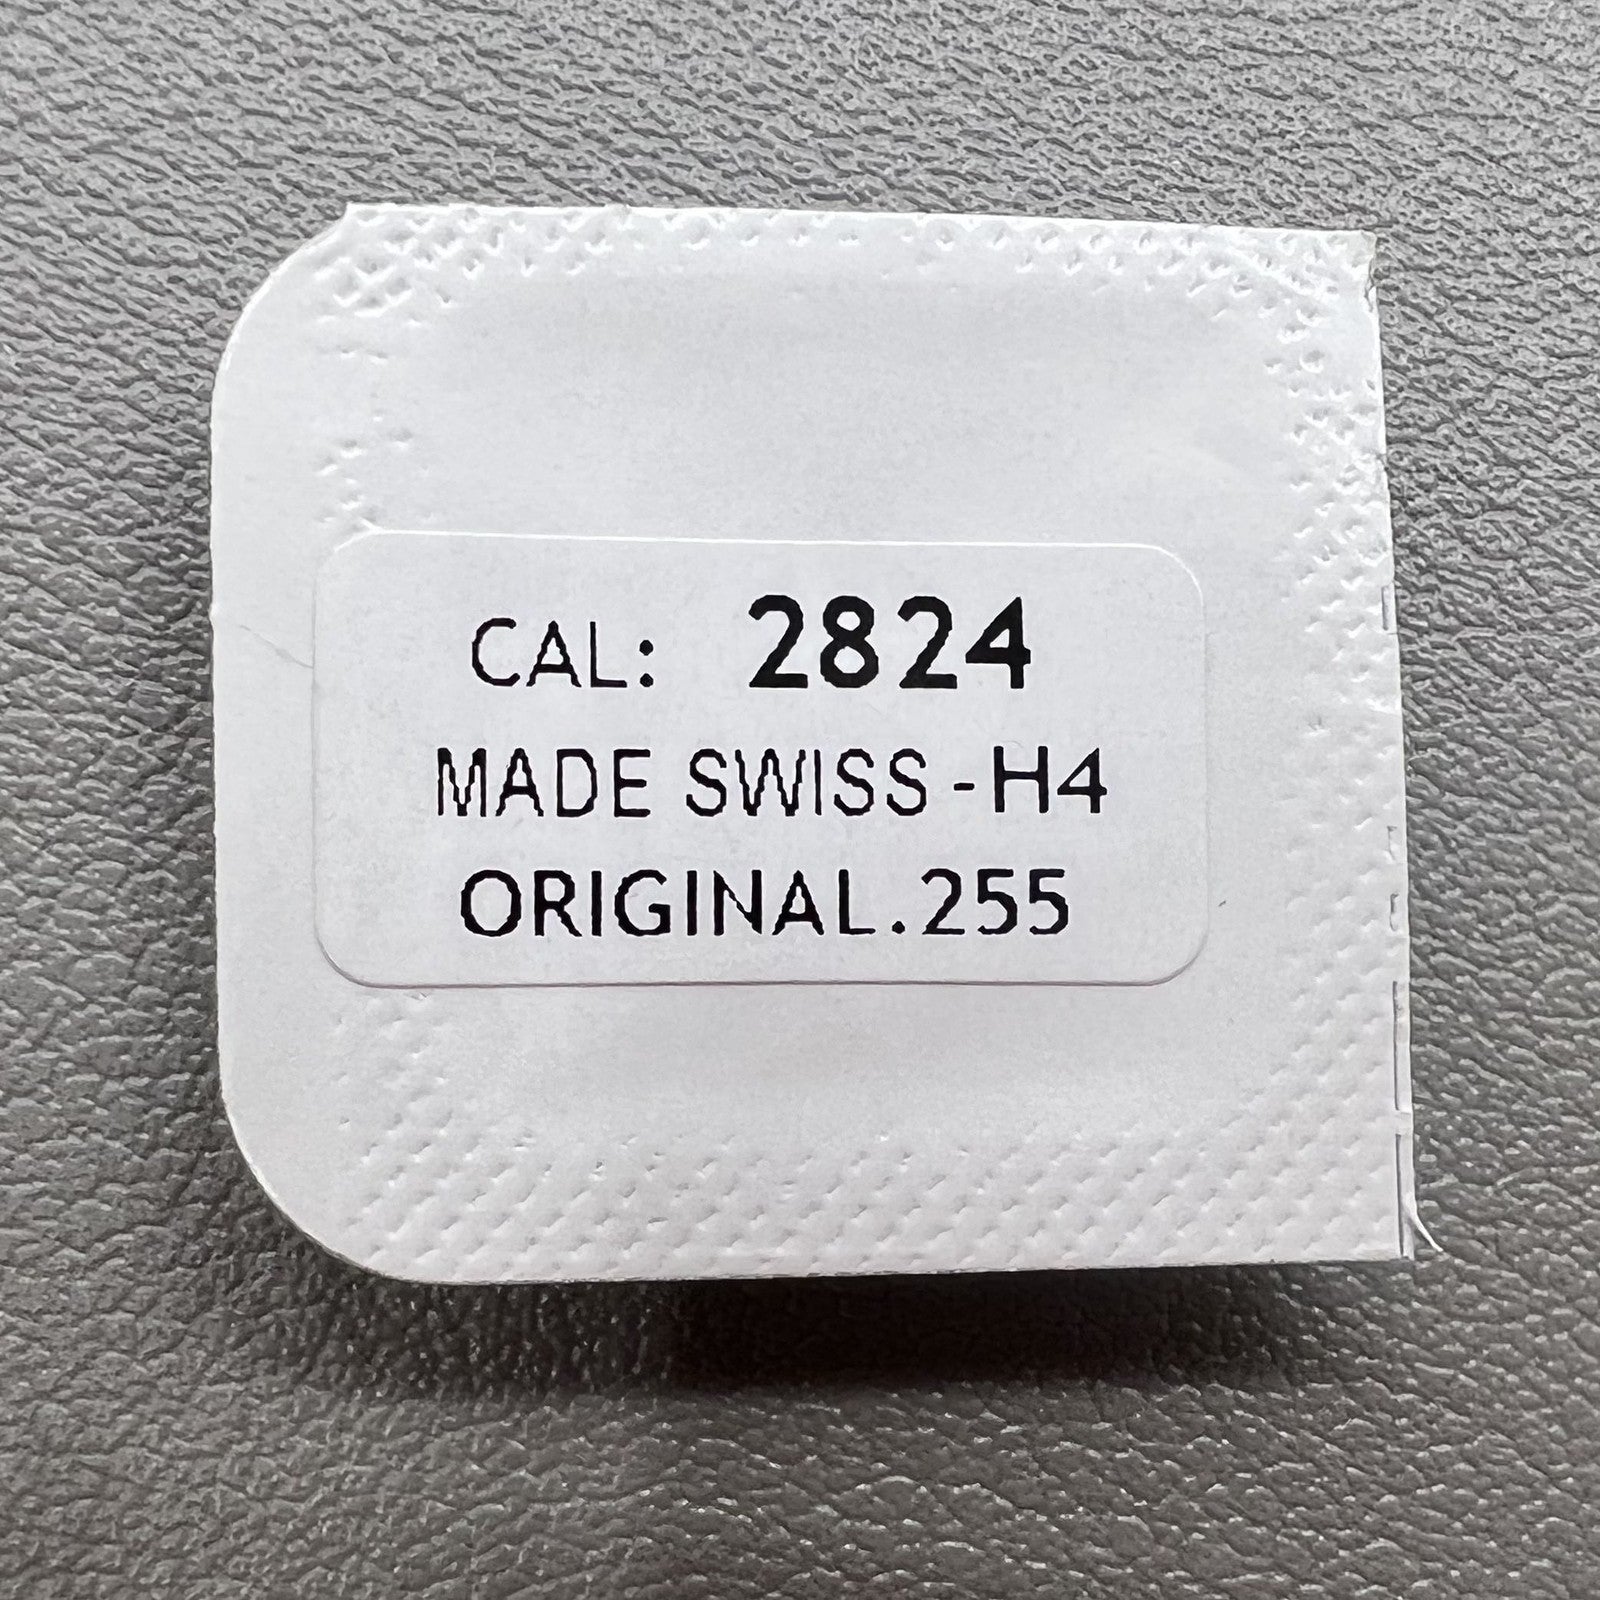 CAL: 2824
MADE SWISS - H4
ORIGINAL.255